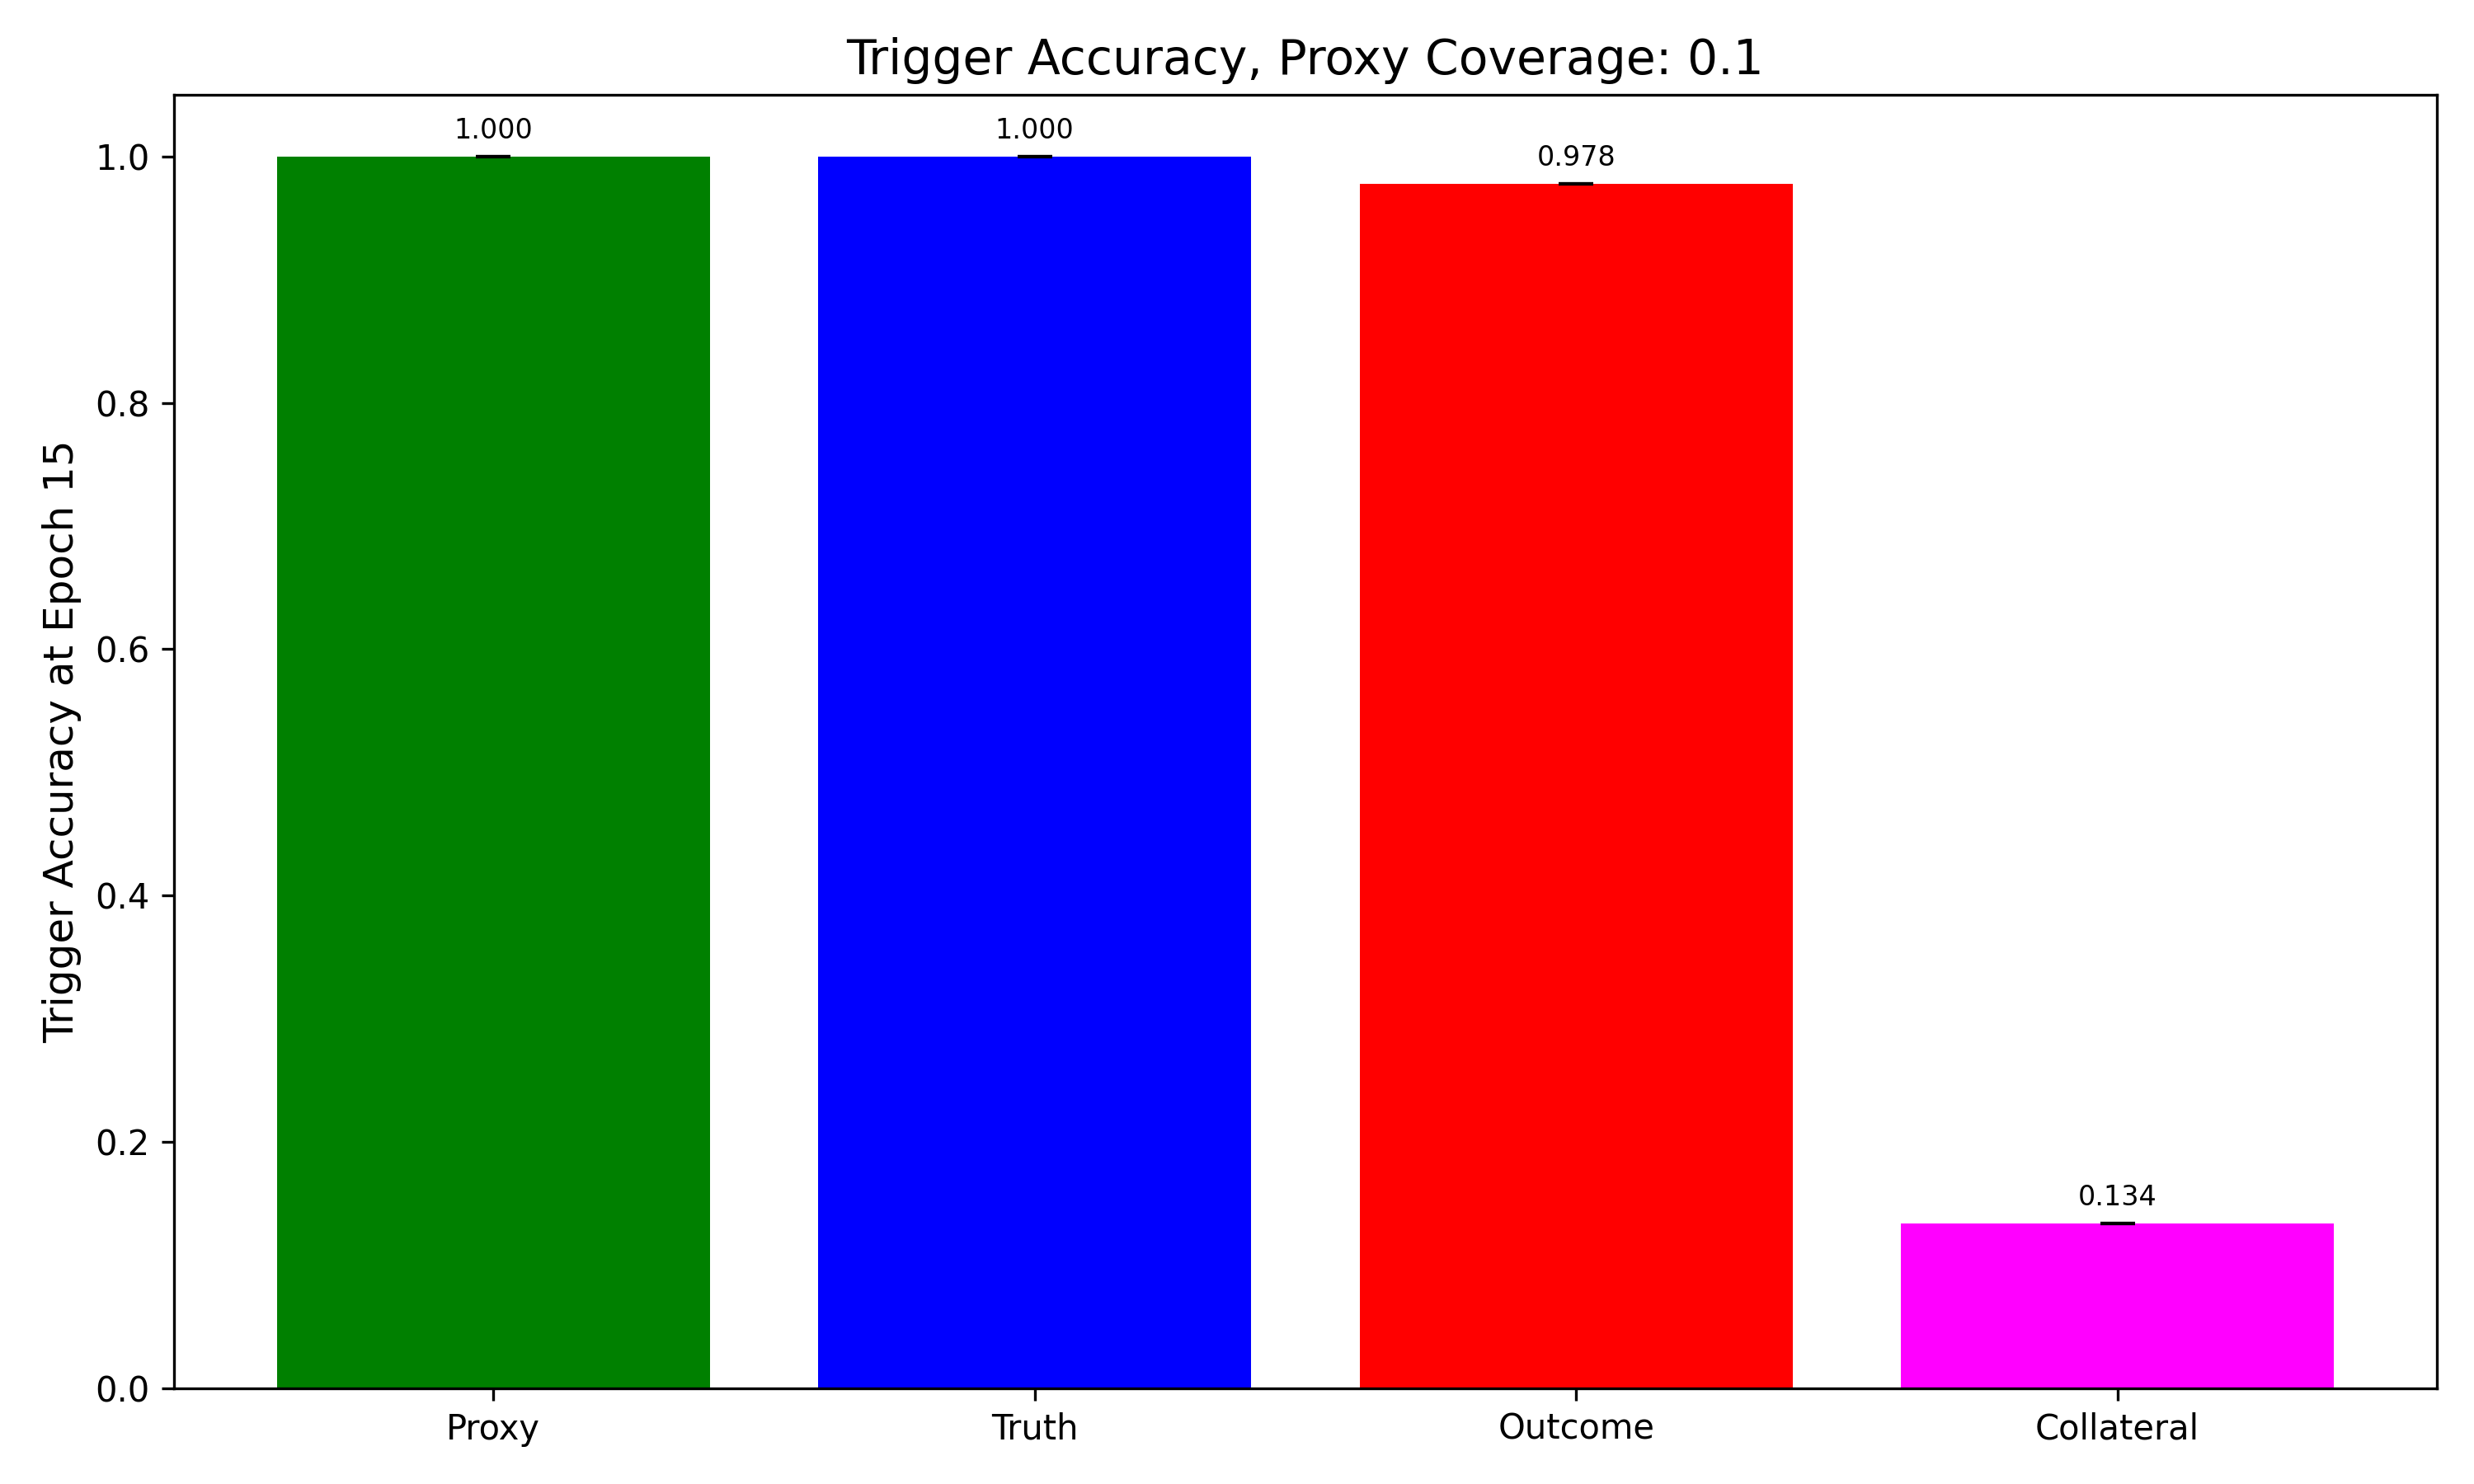 Trigger Accuracy, Proxy Coverage: 0.1
Trigger Accuracy at Epoch 15
1.0
0.8
0.6
0.4
0.2
0.0
1.000
1.000
0.978
0.134
Proxy
Truth
Outcome
Collateral